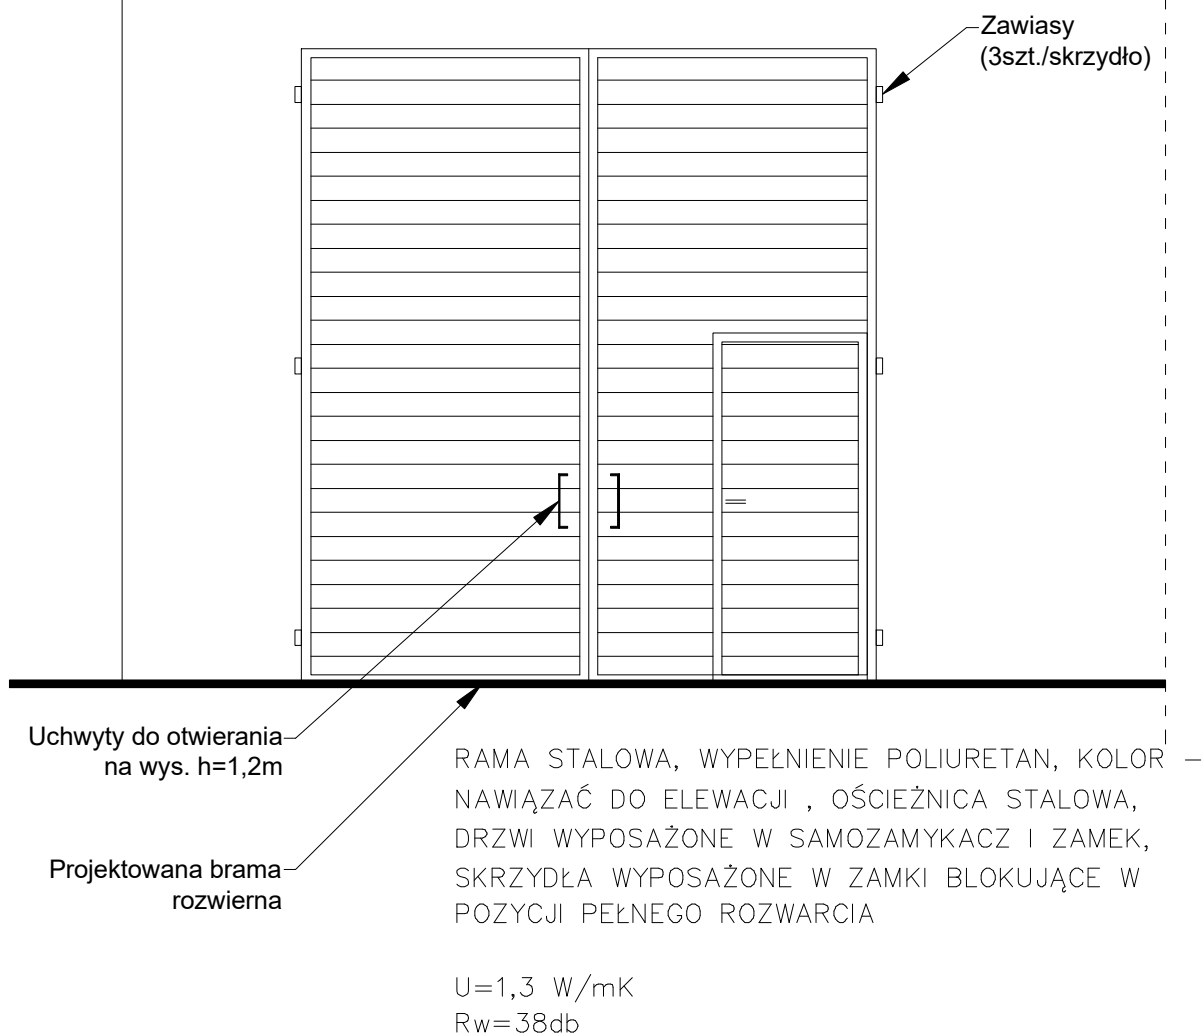 Zawiasy
(3szt./skrzydło)
Uchwyty do otwierania
na wys. h=1,2m
Projektowana brama
rozwierna
RAMA STALOWA, WYPEŁNIENIE POLIURETAN, KOLOR –
NAWIĄZAĆ DO ELEWACJI , OŚCIEŻNICA STALOWA,
DRZWI WYPOSAŻONE W SAMOZAMYKACZ I ZAMEK,
SKRZYDŁA WYPOSAŻONE W ZAMKI BLOKUJĄCE W
POZYCJI PEŁNEGO ROZWARCIA
U=1,3 W/mK
Rw=38db